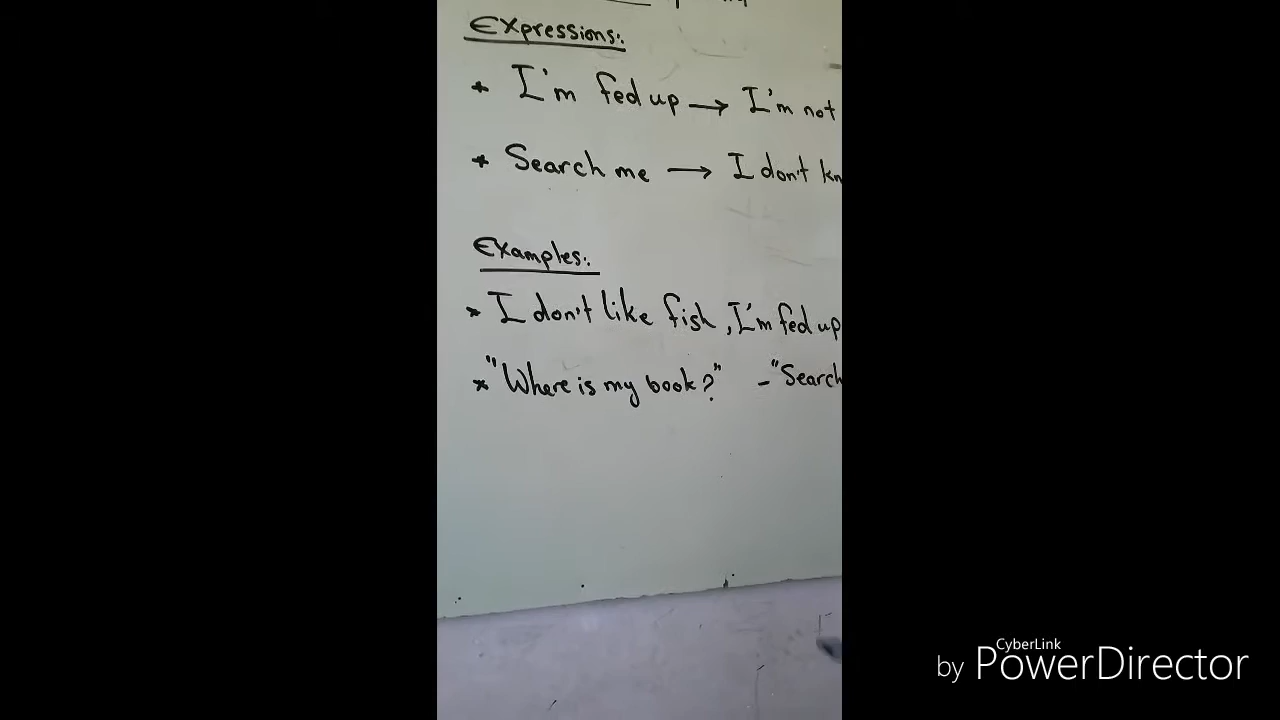 Expressions:.
* I'm fed up → I'm not
* Search me → I don't kn
Examples:.
* I don't like fish, I'm fed up
* "Where is my book?" - "Search
CyberLink
by PowerDirector